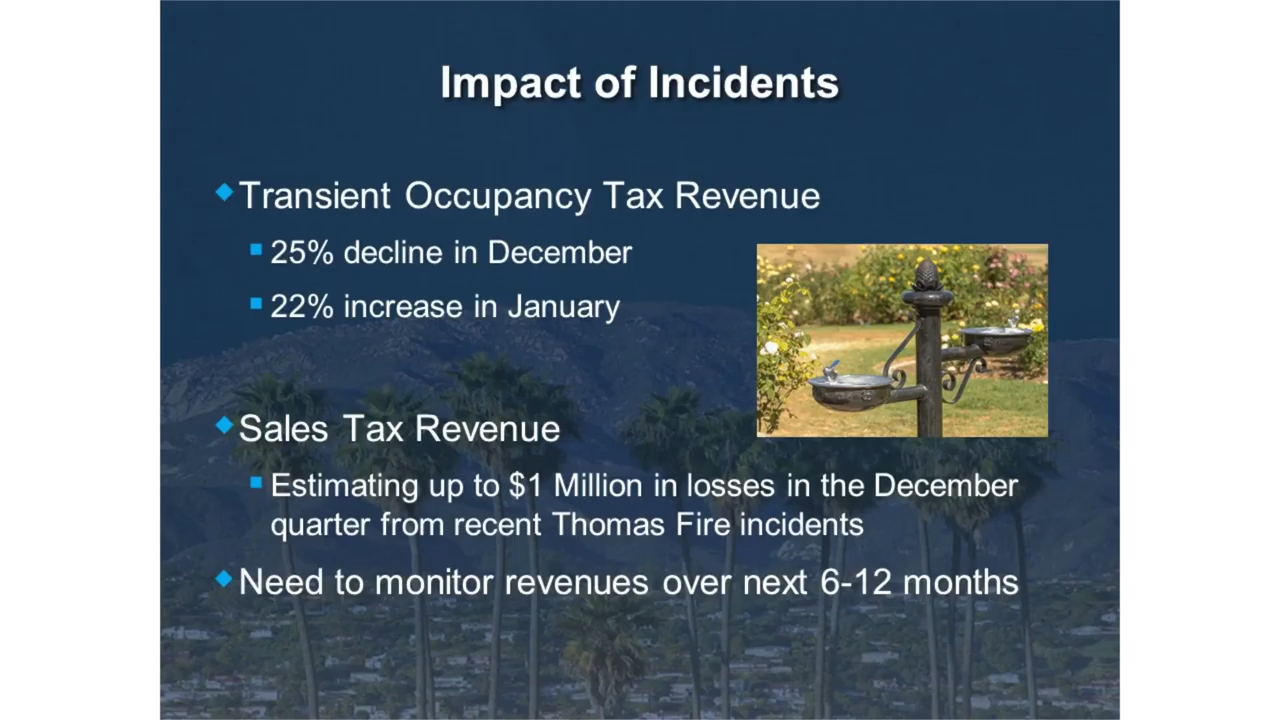 Impact of Incidents
Transient Occupancy Tax Revenue
25% decline in December
22% increase in January
Sales Tax Revenue
Estimating up to $1 Million in losses in the December
quarter from recent Thomas Fire incidents
Need to monitor revenues over next 6-12 months